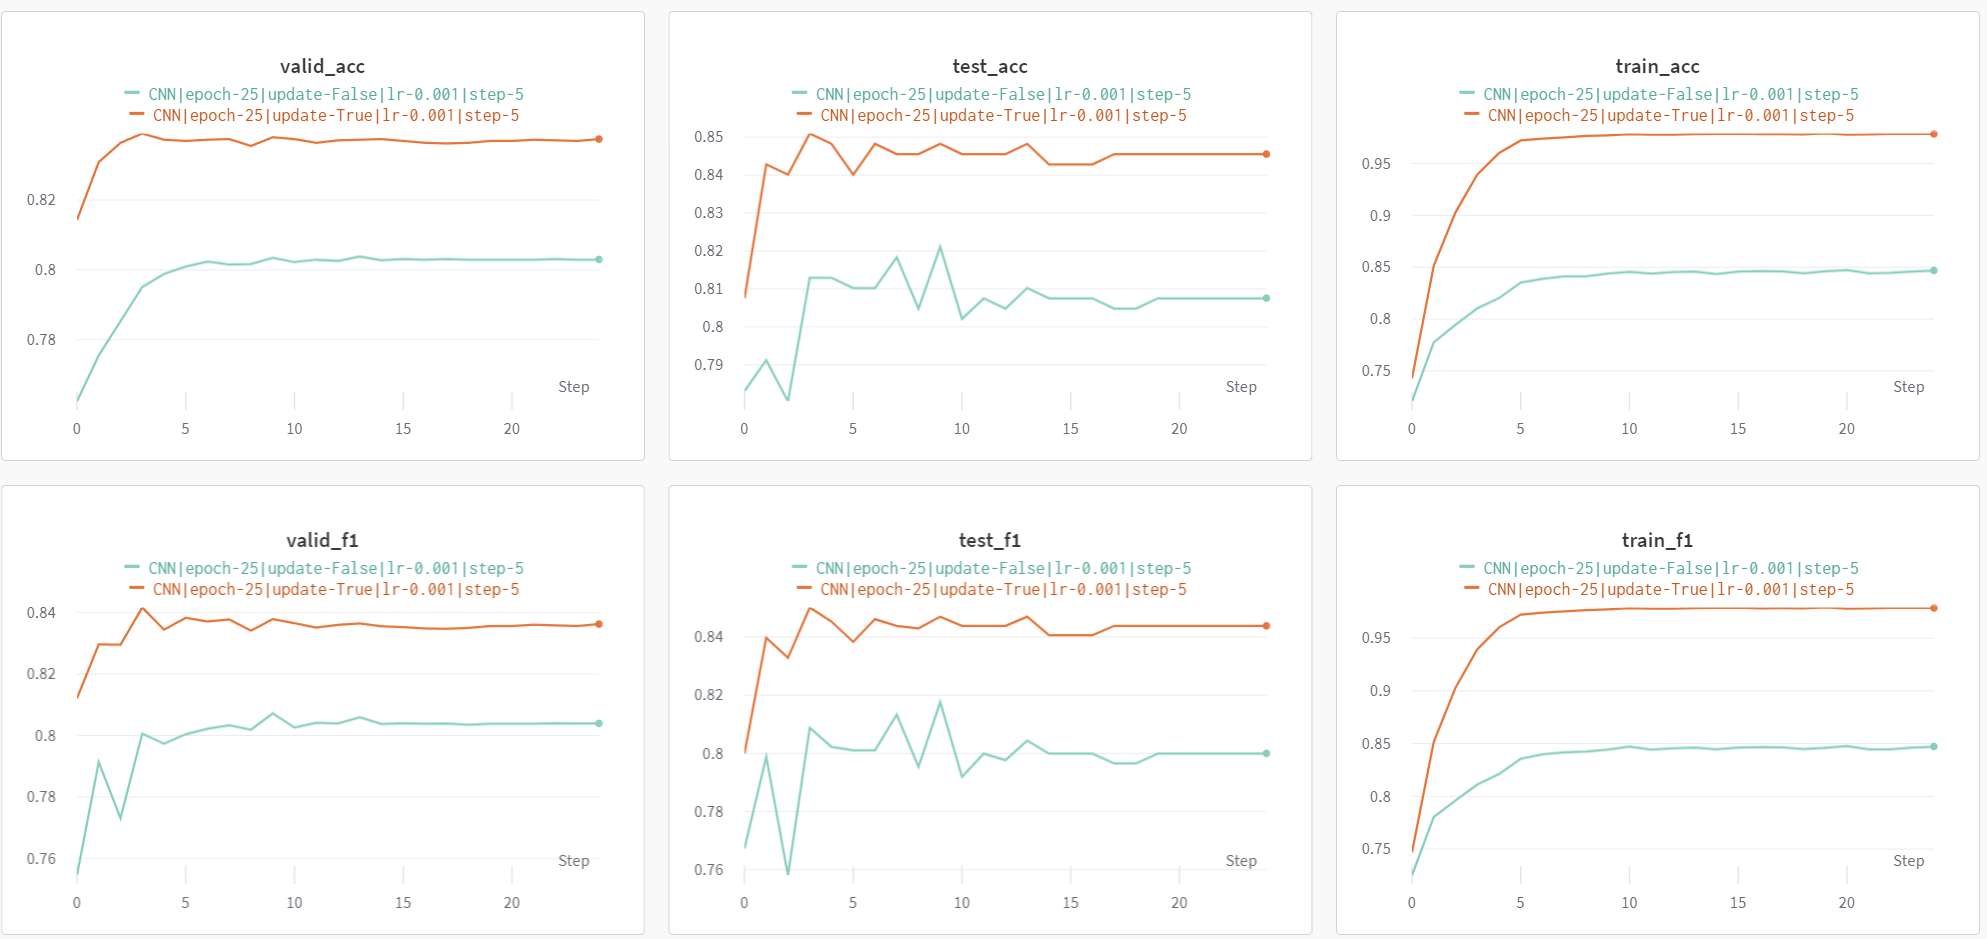 valid_acc
CNN|epoch-25|update-False|lr-0.001|step-5
CNN|epoch-25|update-True|lr-0.001|step-5
0.82
0.8
0.78
Step
0 5 10 15 20
test_acc
CNN|epoch-25|update-False|lr-0.001|step-5
CNN|epoch-25|update-True|lr-0.001|step-5
0.85
0.84
0.83
0.82
0.81
0.8
0.79
Step
0 5 10 15 20
train_acc
CNN|epoch-25|update-False|lr-0.001|step-5
CNN|epoch-25|update-True|lr-0.001|step-5
0.95
0.9
0.85
0.8
0.75
Step
0 5 10 15 20
valid_f1
CNN|epoch-25|update-False|lr-0.001|step-5
CNN|epoch-25|update-True|lr-0.001|step-5
0.84
0.82
0.8
0.78
0.76
Step
0 5 10 15 20
test_f1
CNN|epoch-25|update-False|lr-0.001|step-5
CNN|epoch-25|update-True|lr-0.001|step-5
0.84
0.82
0.8
0.78
0.76
Step
0 5 10 15 20
train_f1
CNN|epoch-25|update-False|lr-0.001|step-5
CNN|epoch-25|update-True|lr-0.001|step-5
0.95
0.9
0.85
0.8
0.75
Step
0 5 10 15 20